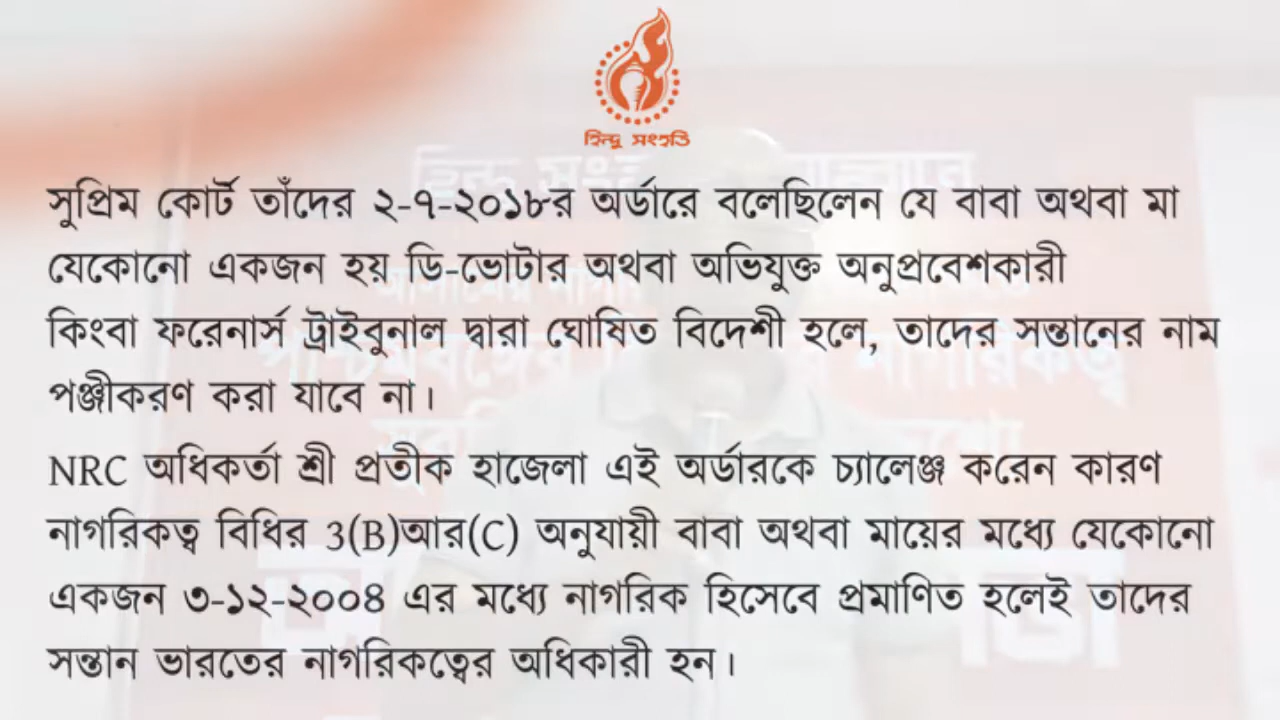 হিন্দু সংহতি
সুপ্রিম কোর্ট তাঁদের ২-৭-২০১৮র অর্ডারে বলেছিলেন যে বাবা অথবা মা
যেকোনো একজন হয় ডি-ভোটার অথবা অভিযুক্ত অনুপ্রবেশকারী
কিংবা ফরেনার্স ট্রাইবুনাল দ্বারা ঘোষিত বিদেশী হলে, তাদের সন্তানের নাম
পঞ্জীকরণ করা যাবে না।
NRC অধিকর্তা শ্রী প্রতীক হাজেলা এই অর্ডারকে চ্যালেঞ্জ করেন কারণ
নাগরিকত্ব বিধির 3(B)আর(C) অনুযায়ী বাবা অথবা মায়ের মধ্যে যেকোনো
একজন ৩-১২-২০০৪ এর মধ্যে নাগরিক হিসেবে প্রমাণিত হলেই তাদের
সন্তান ভারতের নাগরিকত্বের অধিকারী হন।